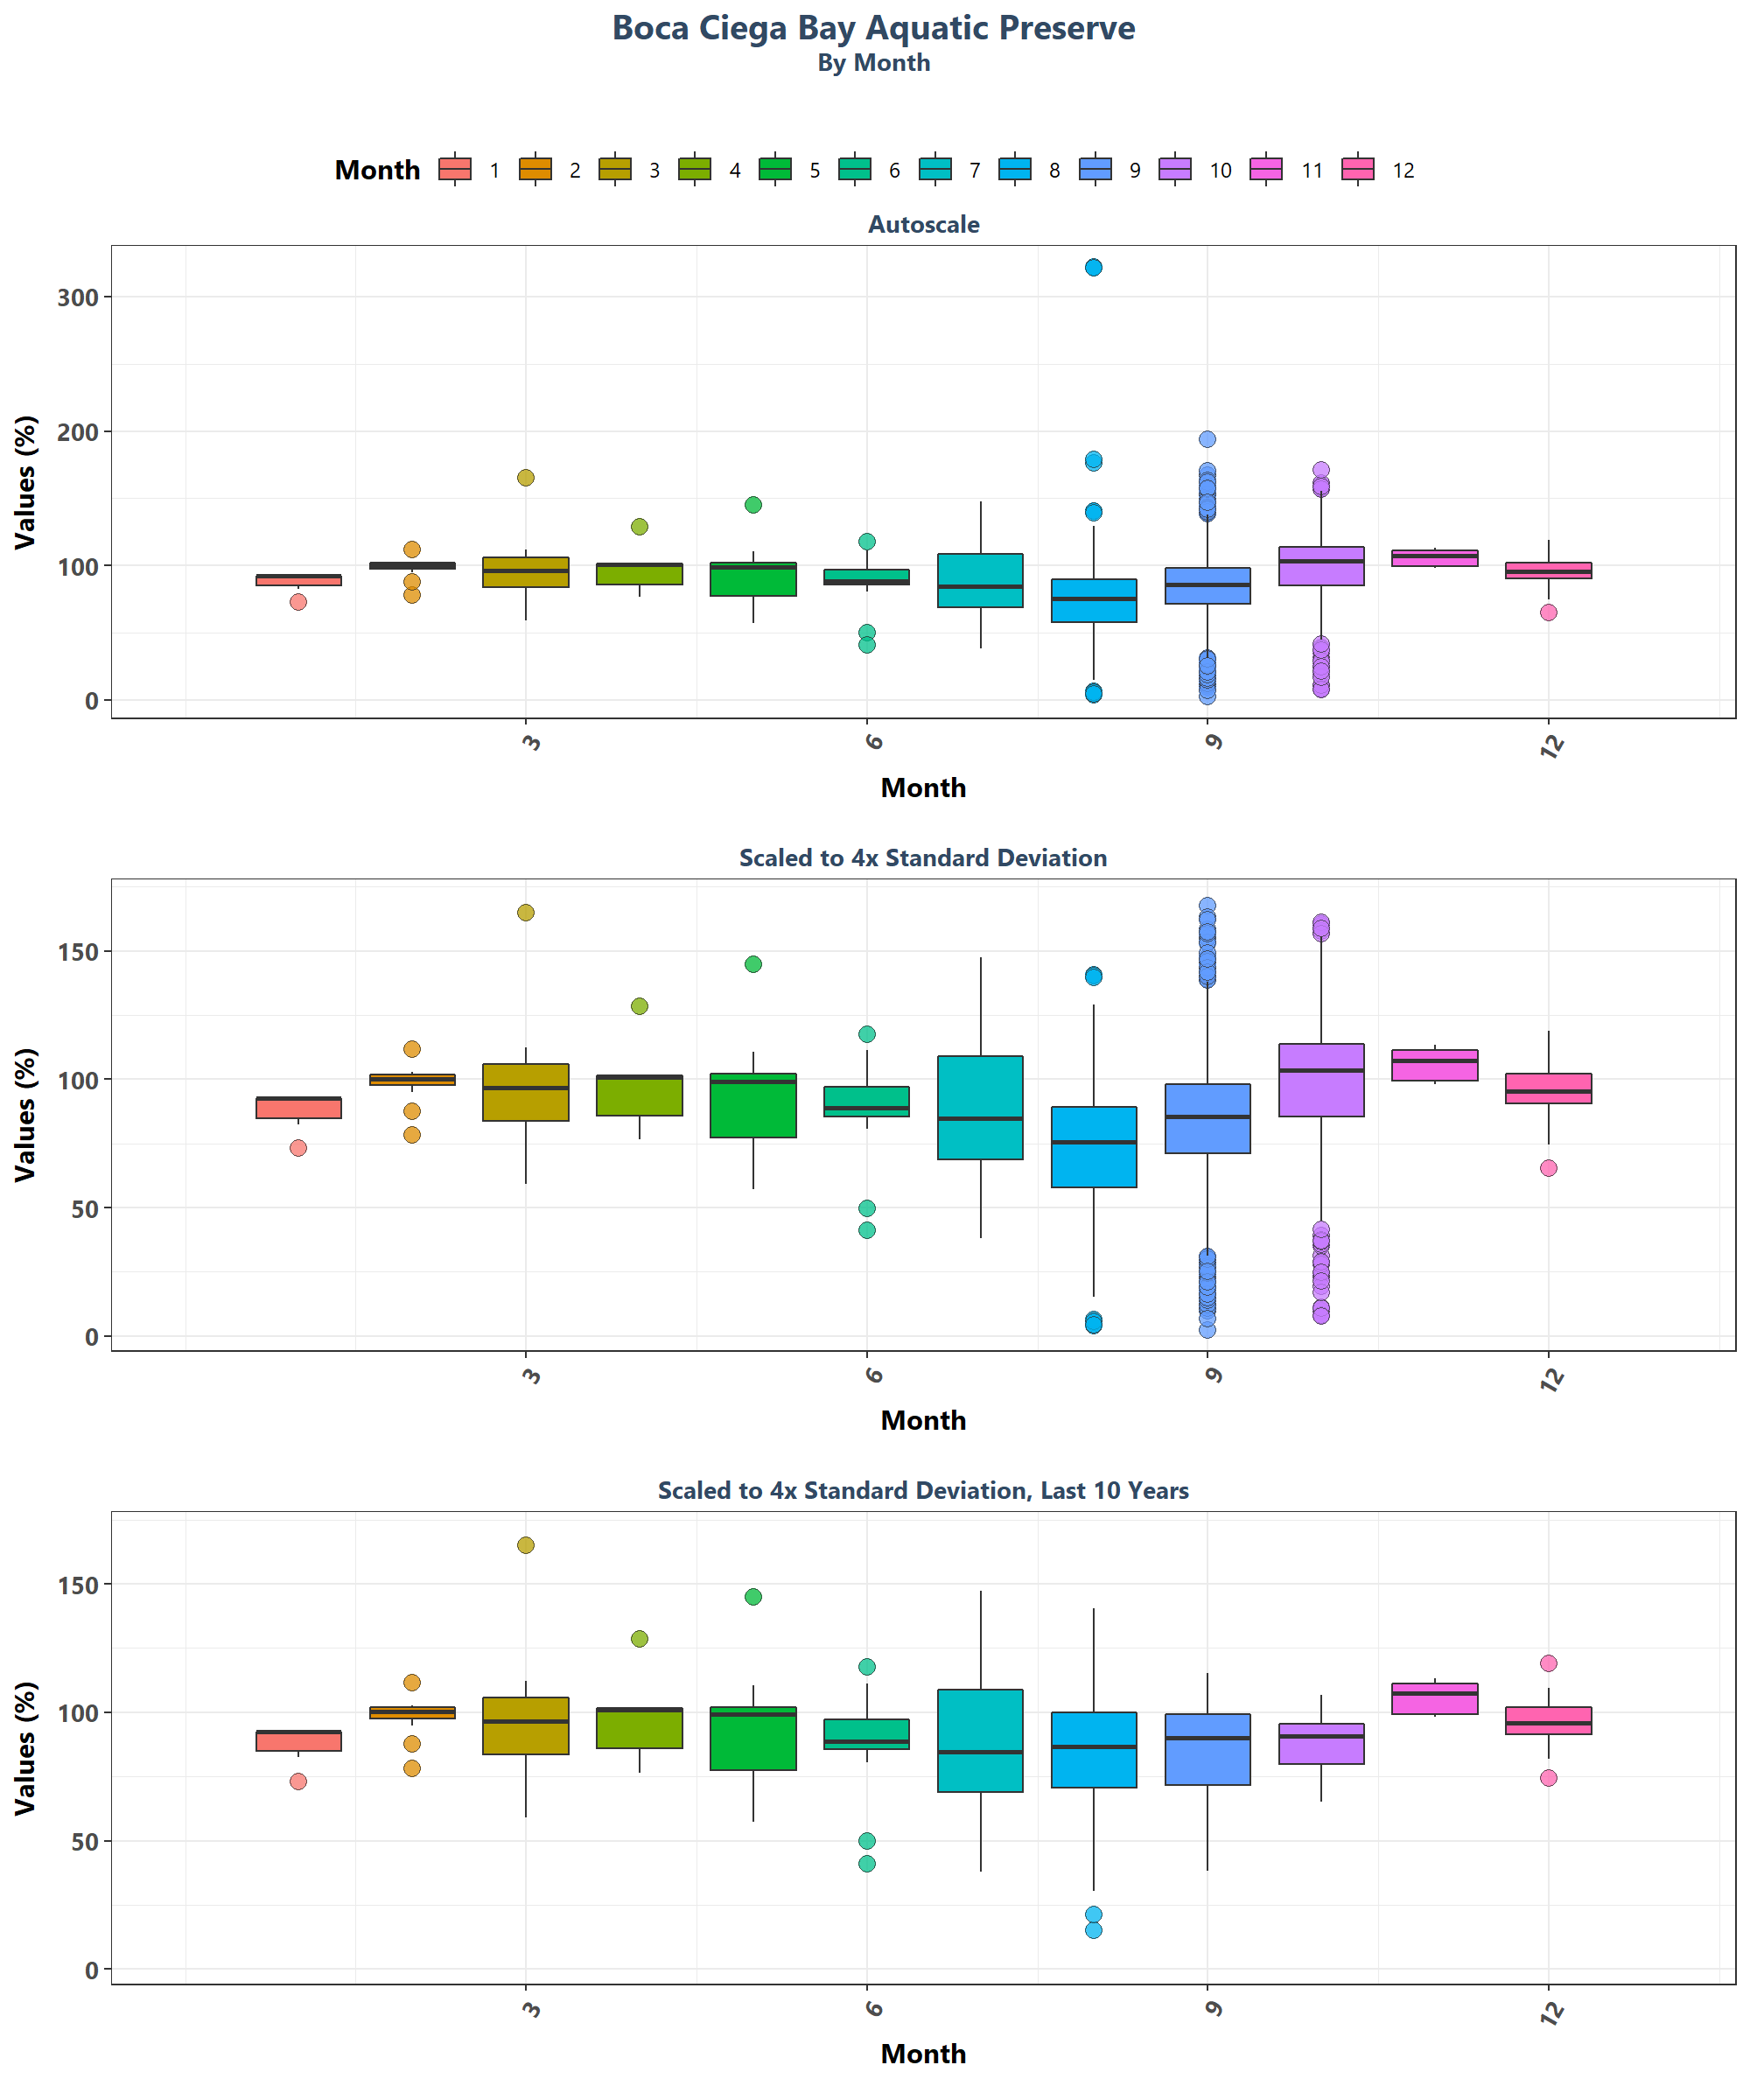 Boca Ciega Bay Aquatic Preserve
By Month
Month 1 2 3 4 5 6 7 8 9 10 11 12
Autoscale
Values (%)
300
200
100
0
3 6 9 12
Month
Scaled to 4x Standard Deviation
Values (%)
150
100
50
0
3 6 9 12
Month
Scaled to 4x Standard Deviation, Last 10 Years
Values (%)
150
100
50
0
3 6 9 12
Month